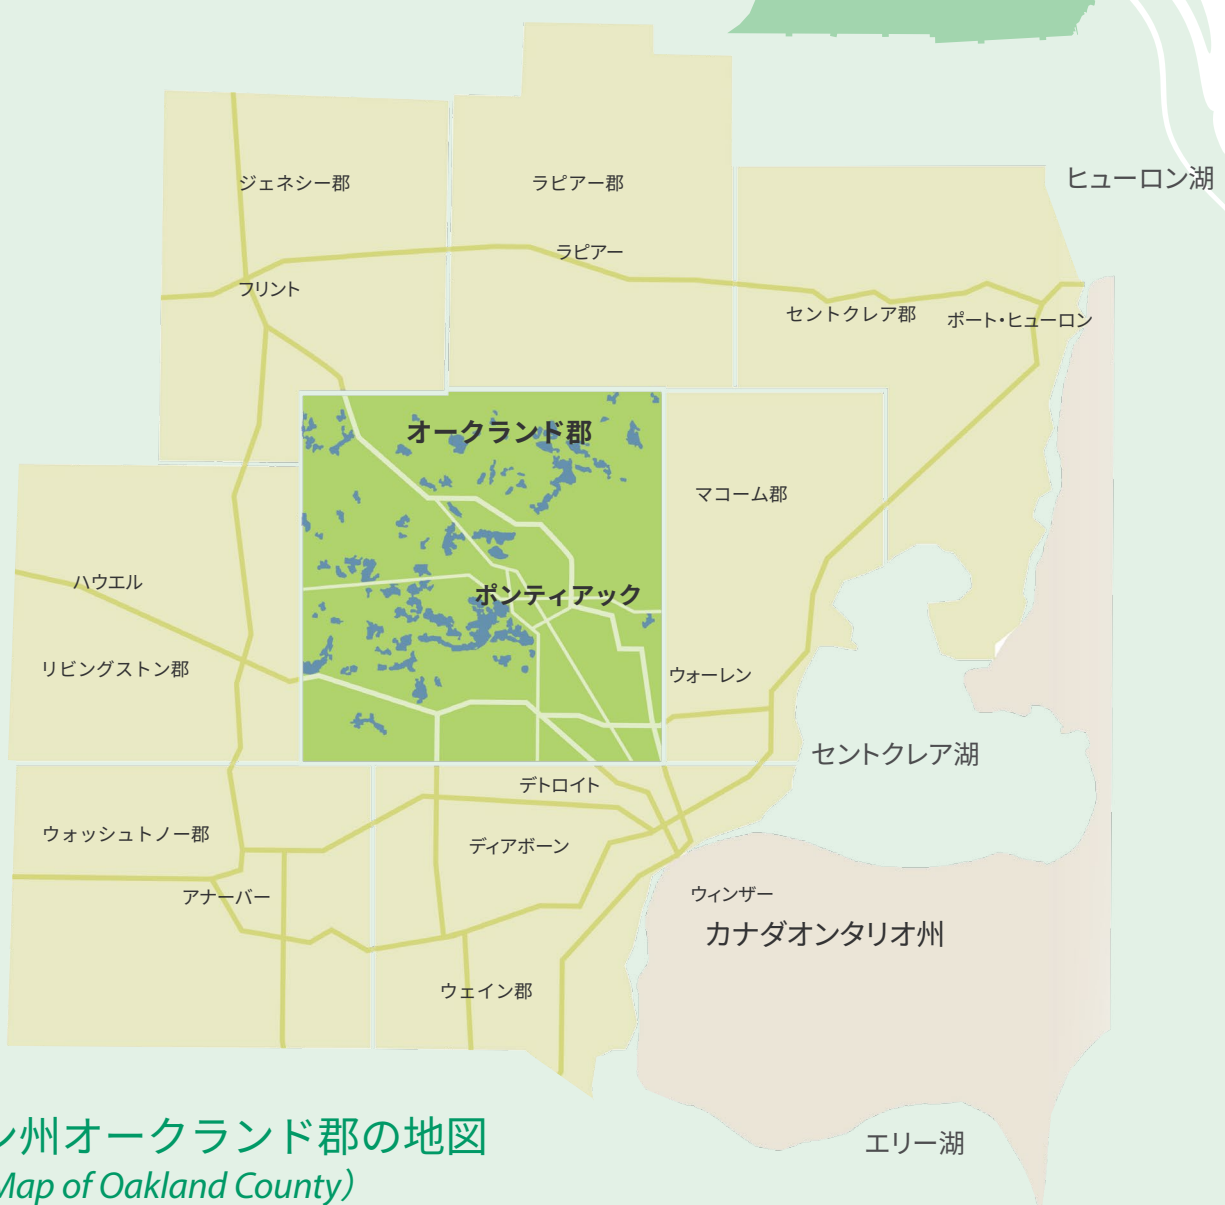 ヒューロン湖
ジェネシー郡
ラピアー郡
ラピアー
フリント
セントクレア郡
ポート・ヒューロン
オークランド郡
マコーム郡
ハウエル
ポンティアック
リビングストン郡
ウォーレン
セントクレア湖
デトロイト
ウォッシュトノー郡
ディアボーン
アナーバー
ウィンザー
カナダオンタリオ州
ウェイン郡
ン州オークランド郡の地図
Map of Oakland County）
エリー湖